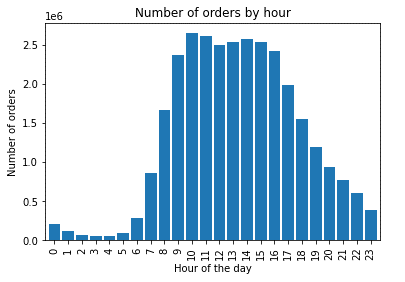 Number of orders by hour
1e6
2.5
2.0
1.5
1.0
0.5
0.0
Number of orders
0 1 2 3 4 5 6 7 8 9 10 11 12 13 14 15 16 17 18 19 20 21 22 23
Hour of the day